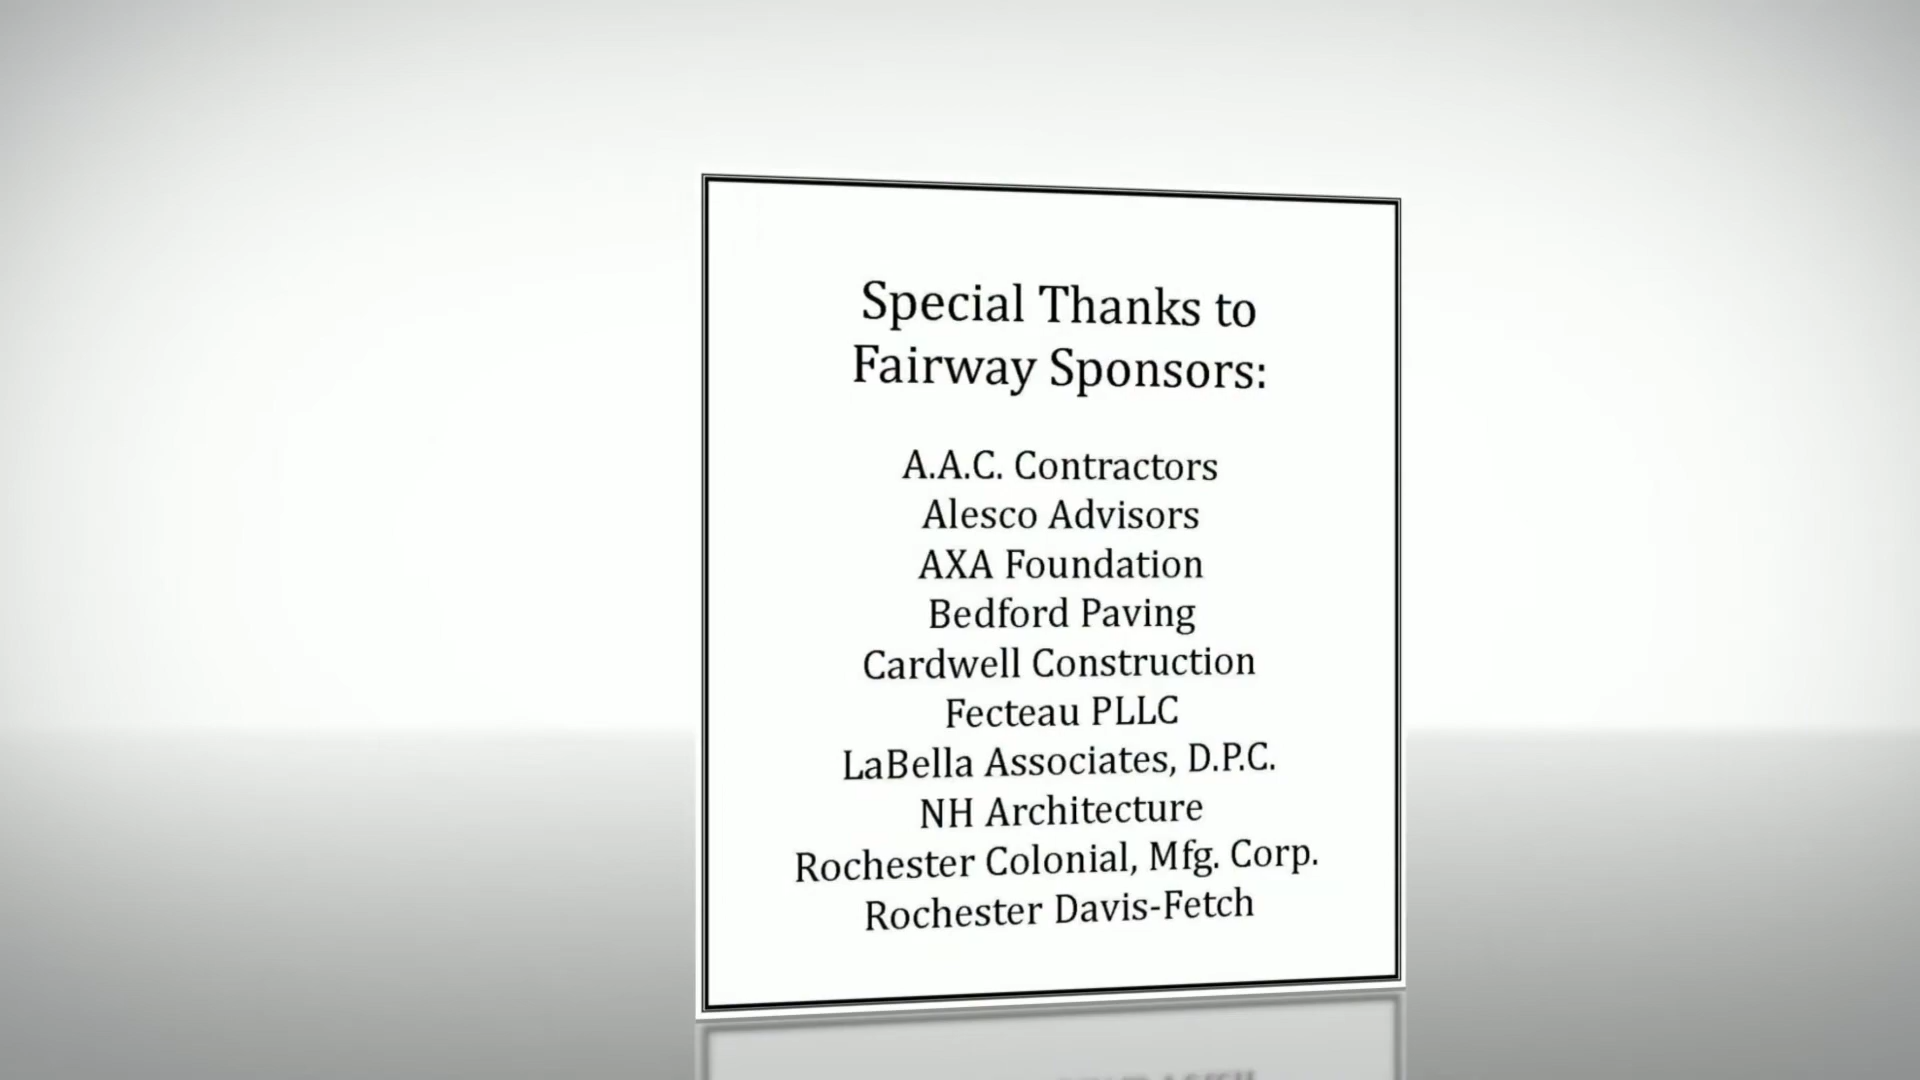 Special Thanks to
Fairway Sponsors:
A.A.C. Contractors
Alesco Advisors
AXA Foundation
Bedford Paving
Cardwell Construction
Fecteau PLLC
LaBella Associates, D.P.C.
NH Architecture
Rochester Colonial, Mfg. Corp.
Rochester Davis-Fetch